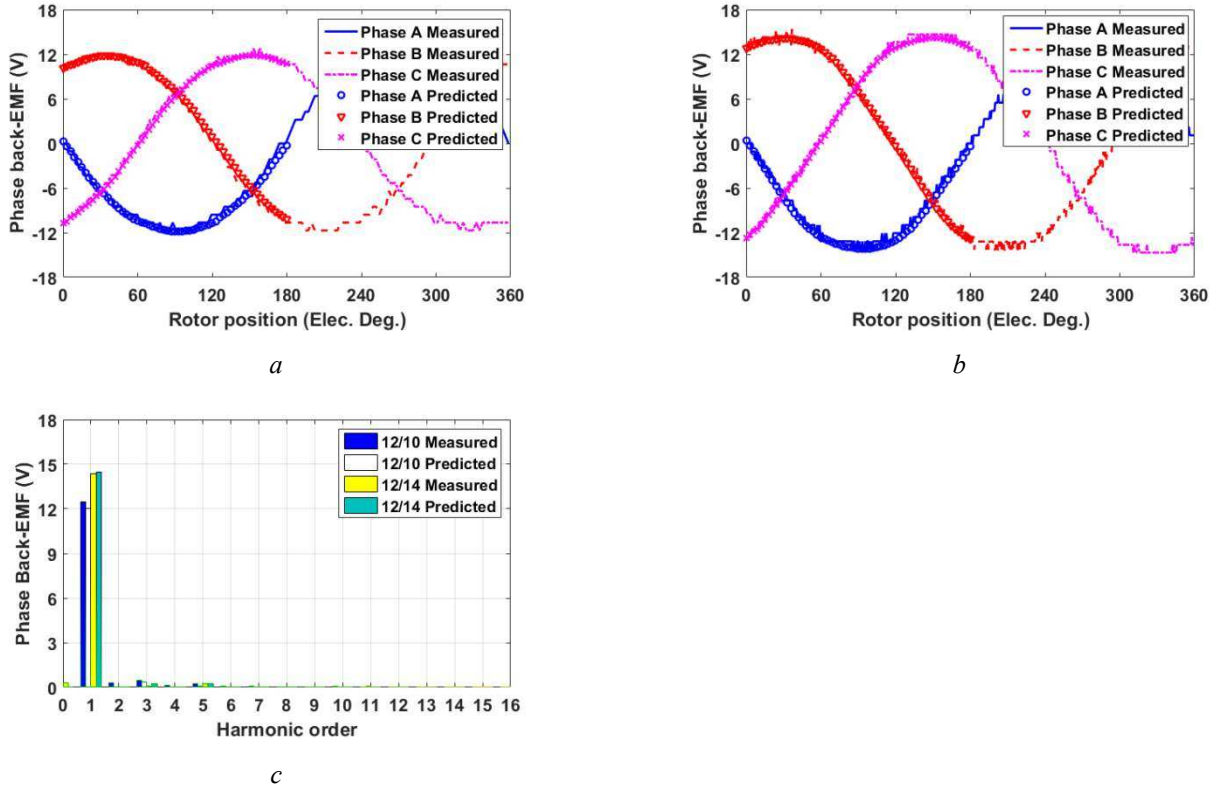 18
12
6
0
-6
-12
-18
Phase back-EMF (V)
0 60 120 180 240 300 360
Rotor position (Elec. Deg.)
Phase A Measured
Phase B Measured
Phase C Measured
Phase A Predicted
Phase B Predicted
Phase C Predicted
a
18
12
6
0
-6
-12
-18
Phase back-EMF (V)
0 60 120 180 240 300 360
Rotor position (Elec. Deg.)
Phase A Measured
Phase B Measured
Phase C Measured
Phase A Predicted
Phase B Predicted
Phase C Predicted
b
18
15
12
9
6
3
0
Phase Back-EMF (V)
0 1 2 3 4 5 6 7 8 9 10 11 12 13 14 15 16
Harmonic order
12/10 Measured
12/10 Predicted
12/14 Measured
12/14 Predicted
c